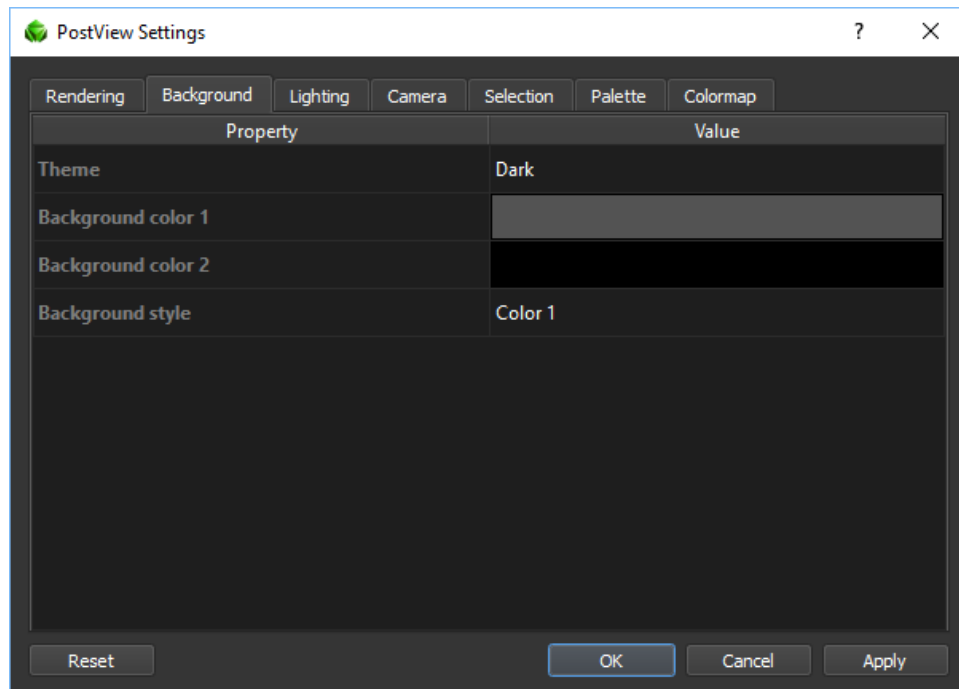 PostView Settings ?
Rendering Background Lighting Camera Selection Palette Colormap
Property Value
Theme Dark
Background color 1
Background color 2
Background style Color 1
Reset OK Cancel Apply